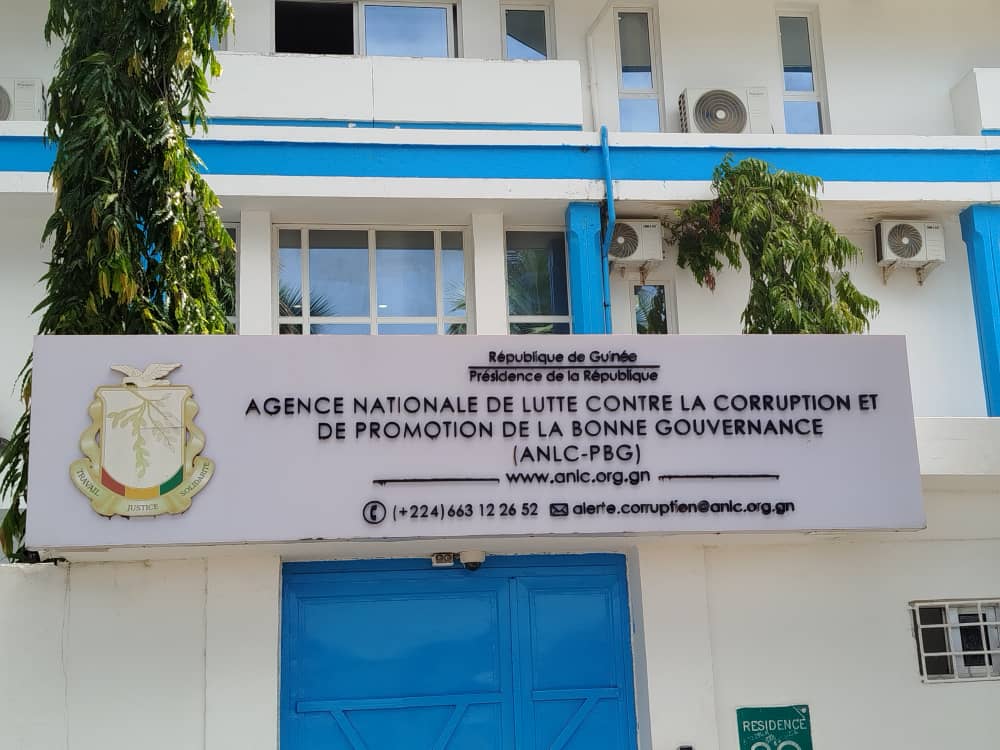 République de Guinée
Présidence de la République
AGENCE NATIONALE DE LUTTE CONTRE LA CORRUPTION ET
DE PROMOTION DE LA BONNE GOUVERNANCE
(ANLC-PBG)
www.anlc.org.gn
(+224) 663 12 26 52 alerte.corruption@anlc.org.gn
TRAVAIL
JUSTICE
SOLIDARITÉ
RESIDENCE